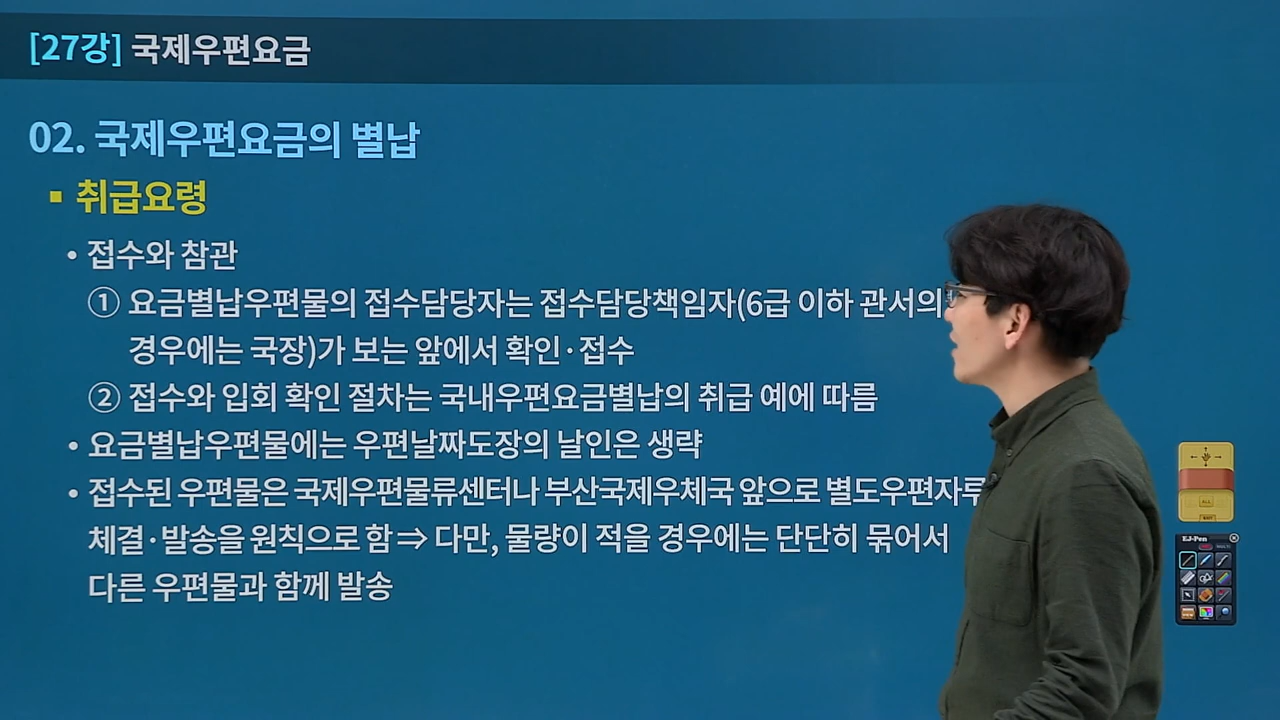 [27강] 국제우편요금
02. 국제우편요금의 별납
▪ 취급요령
• 접수와 참관
① 요금별납우편물의 접수담당자는 접수담당책임자(6급 이하 관서의
경우에는 국장)가 보는 앞에서 확인·접수
② 접수와 입회 확인 절차는 국내우편요금별납의 취급 예에 따름
• 요금별납우편물에는 우편날짜도장의 날인은 생략
• 접수된 우편물은 국제우편물류센터나 부산국제우체국 앞으로 별도우편자루
체결·발송을 원칙으로 함 ⇒ 다만, 물량이 적을 경우에는 단단히 묶어서
다른 우편물과 함께 발송
ALL
EJ-Pen